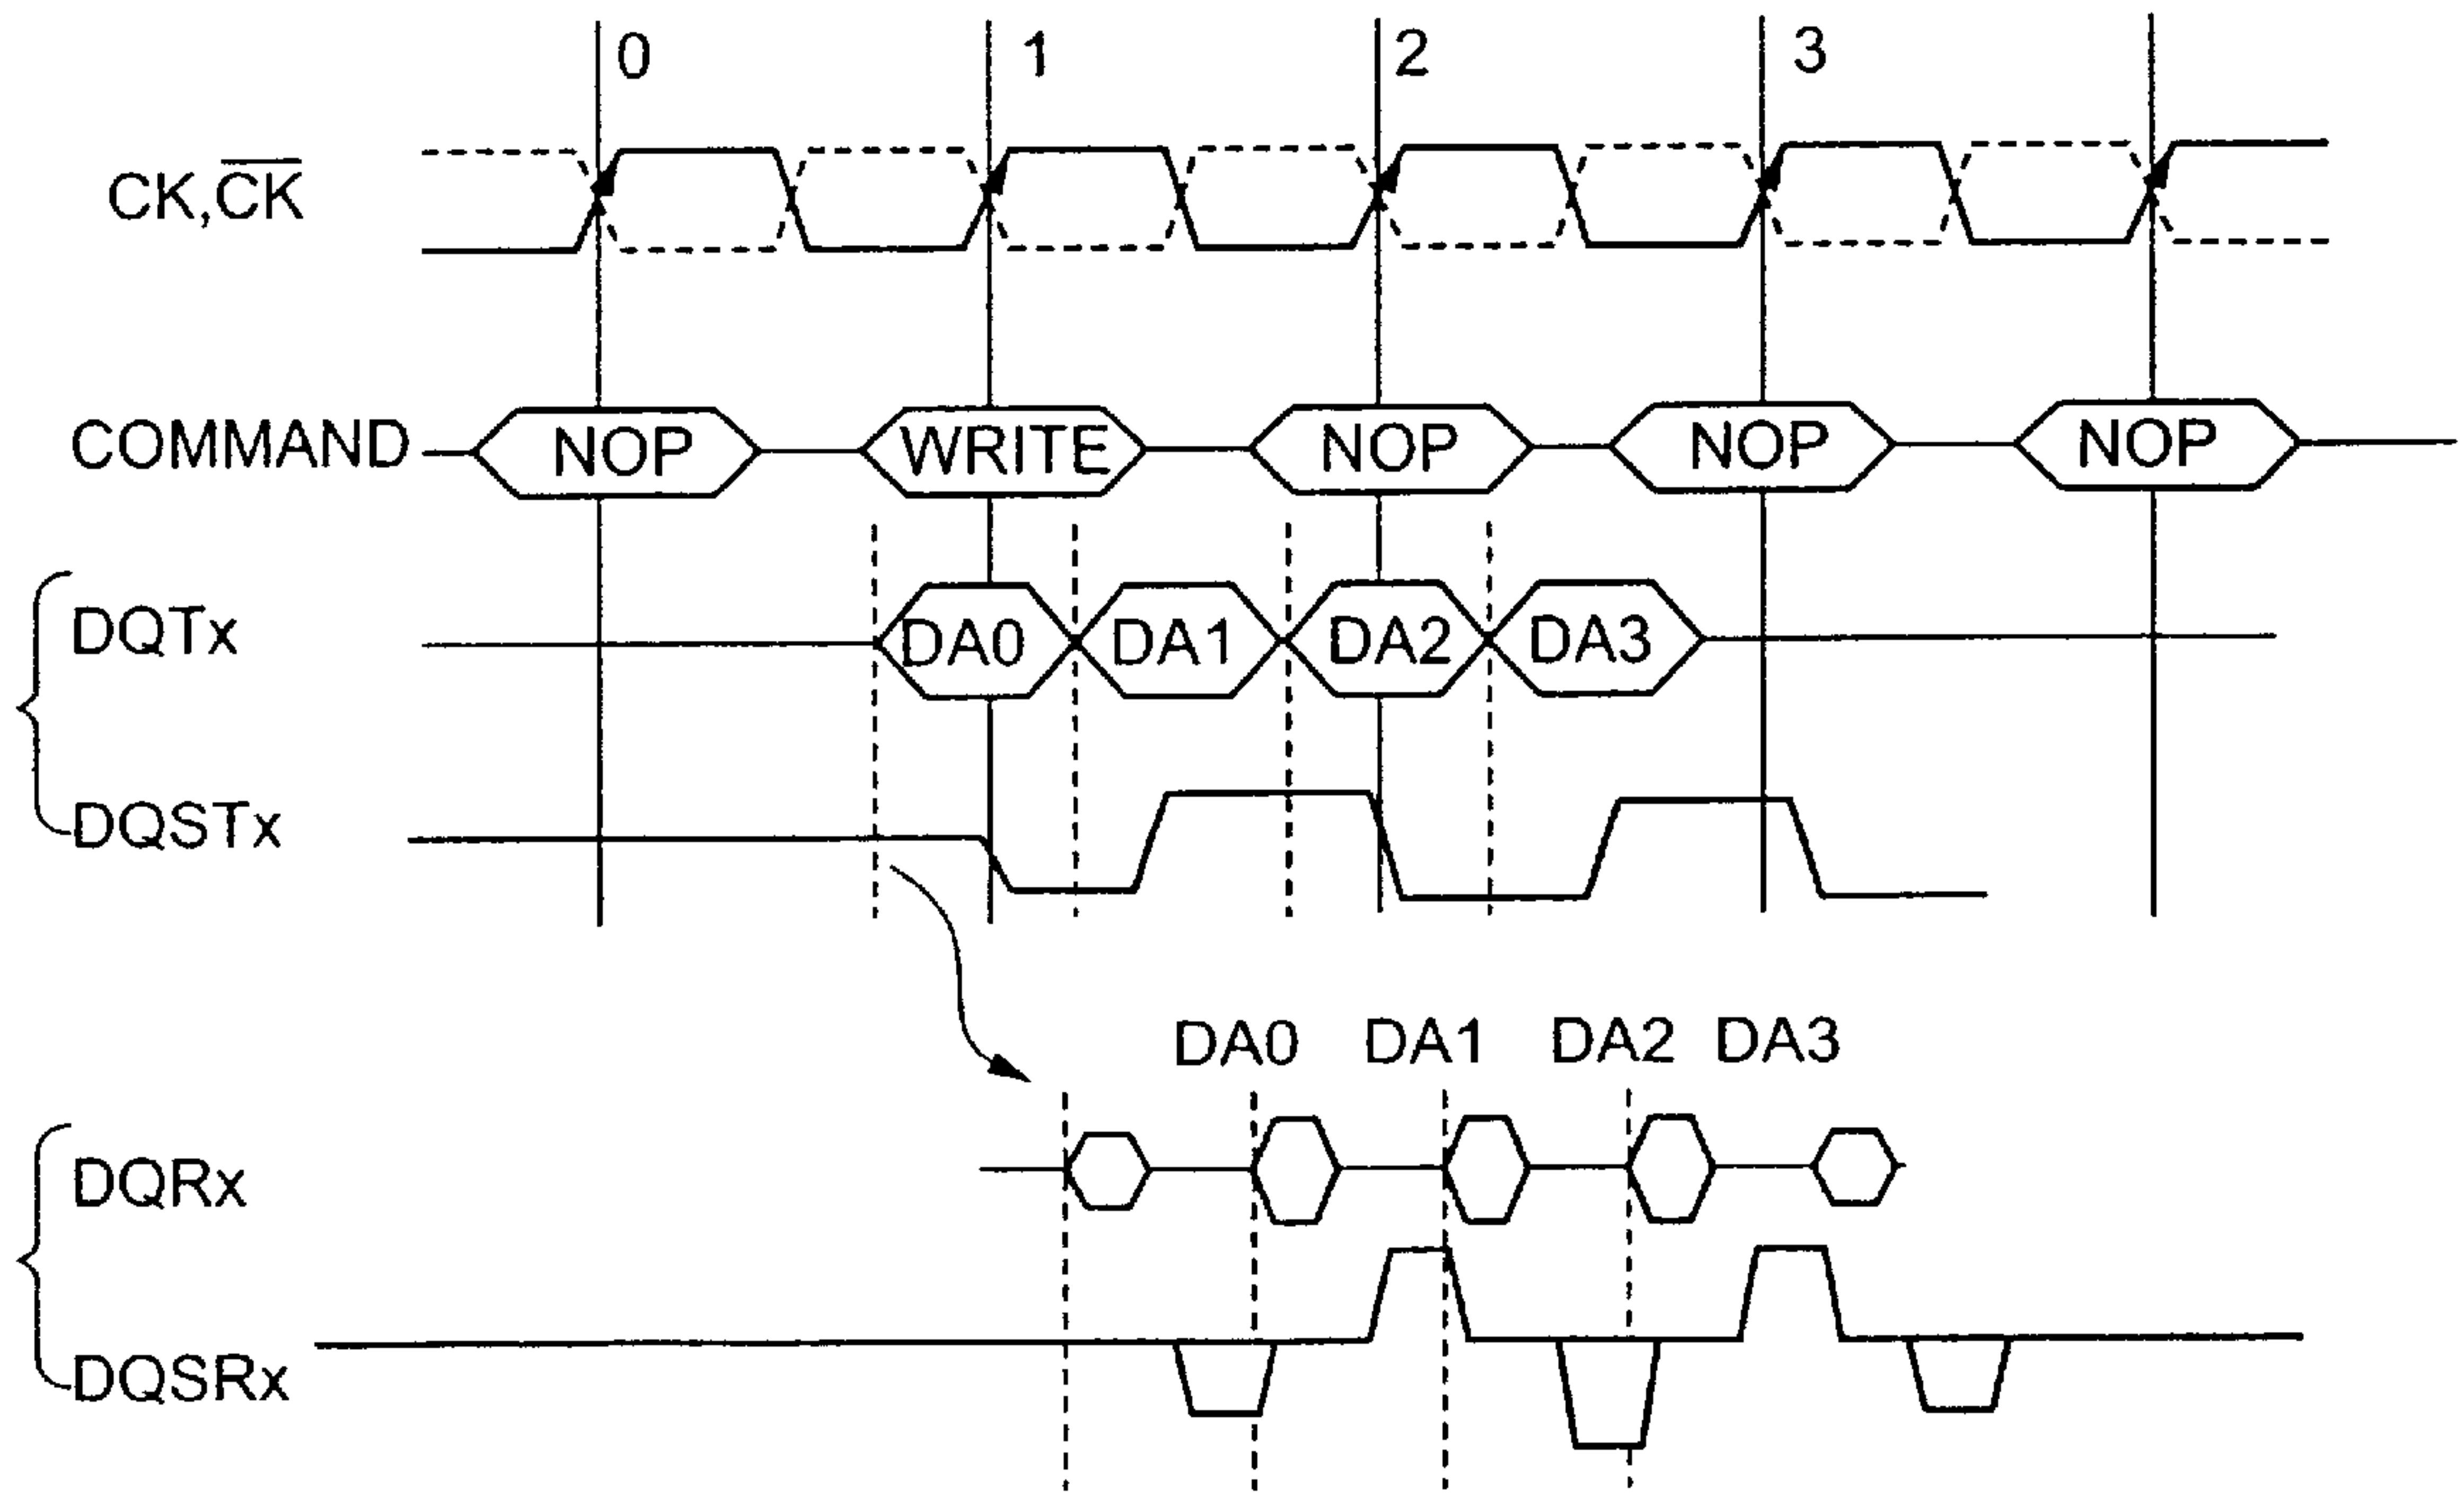 0 1 2 3
CK, C̅K̅
COMMAND NOP WRITE NOP NOP NOP
DQTx DA0 DA1 DA2 DA3
DQSTx
DA0 DA1 DA2 DA3
DQRx
DQSRx